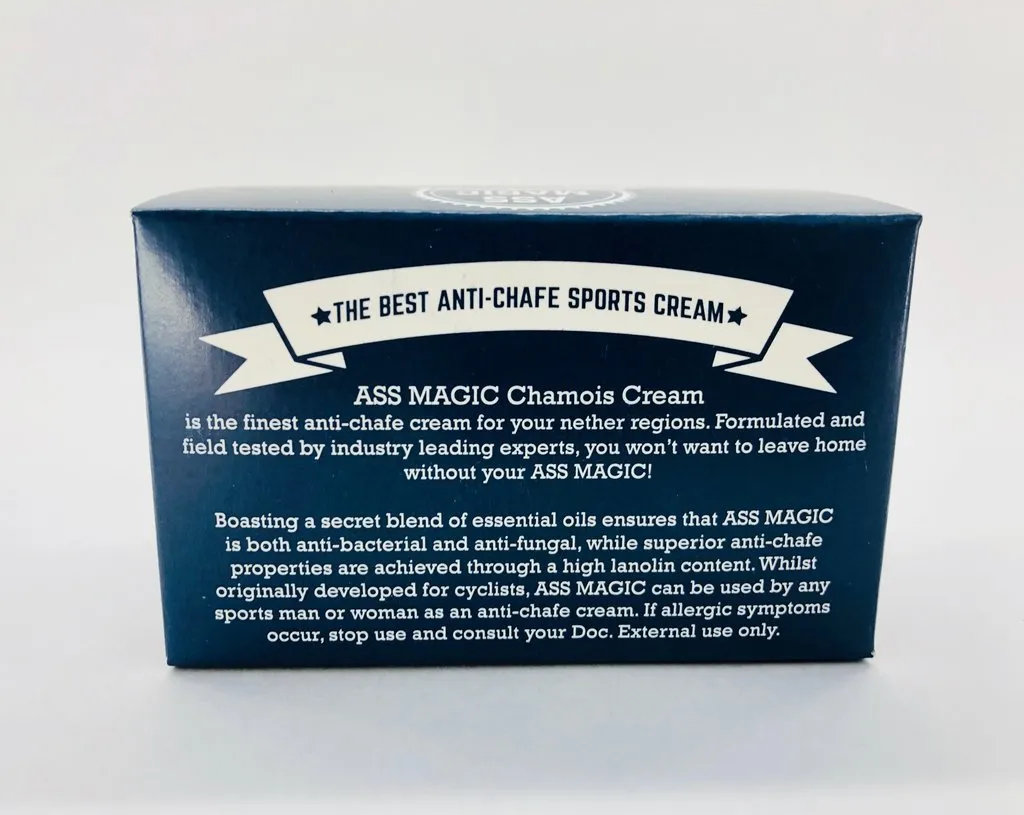 ASS
MAGIC
THE BEST ANTI-CHAFE SPORTS CREAM
ASS MAGIC Chamois Cream
is the finest anti-chafe cream for your nether regions. Formulated and
field tested by industry leading experts, you won't want to leave home
without your ASS MAGIC!
Boasting a secret blend of essential oils ensures that ASS MAGIC
is both anti-bacterial and anti-fungal, while superior anti-chafe
properties are achieved through a high lanolin content. Whilst
originally developed for cyclists, ASS MAGIC can be used by any
sports man or woman as an anti-chafe cream. If allergic symptoms
occur, stop use and consult your Doc. External use only.